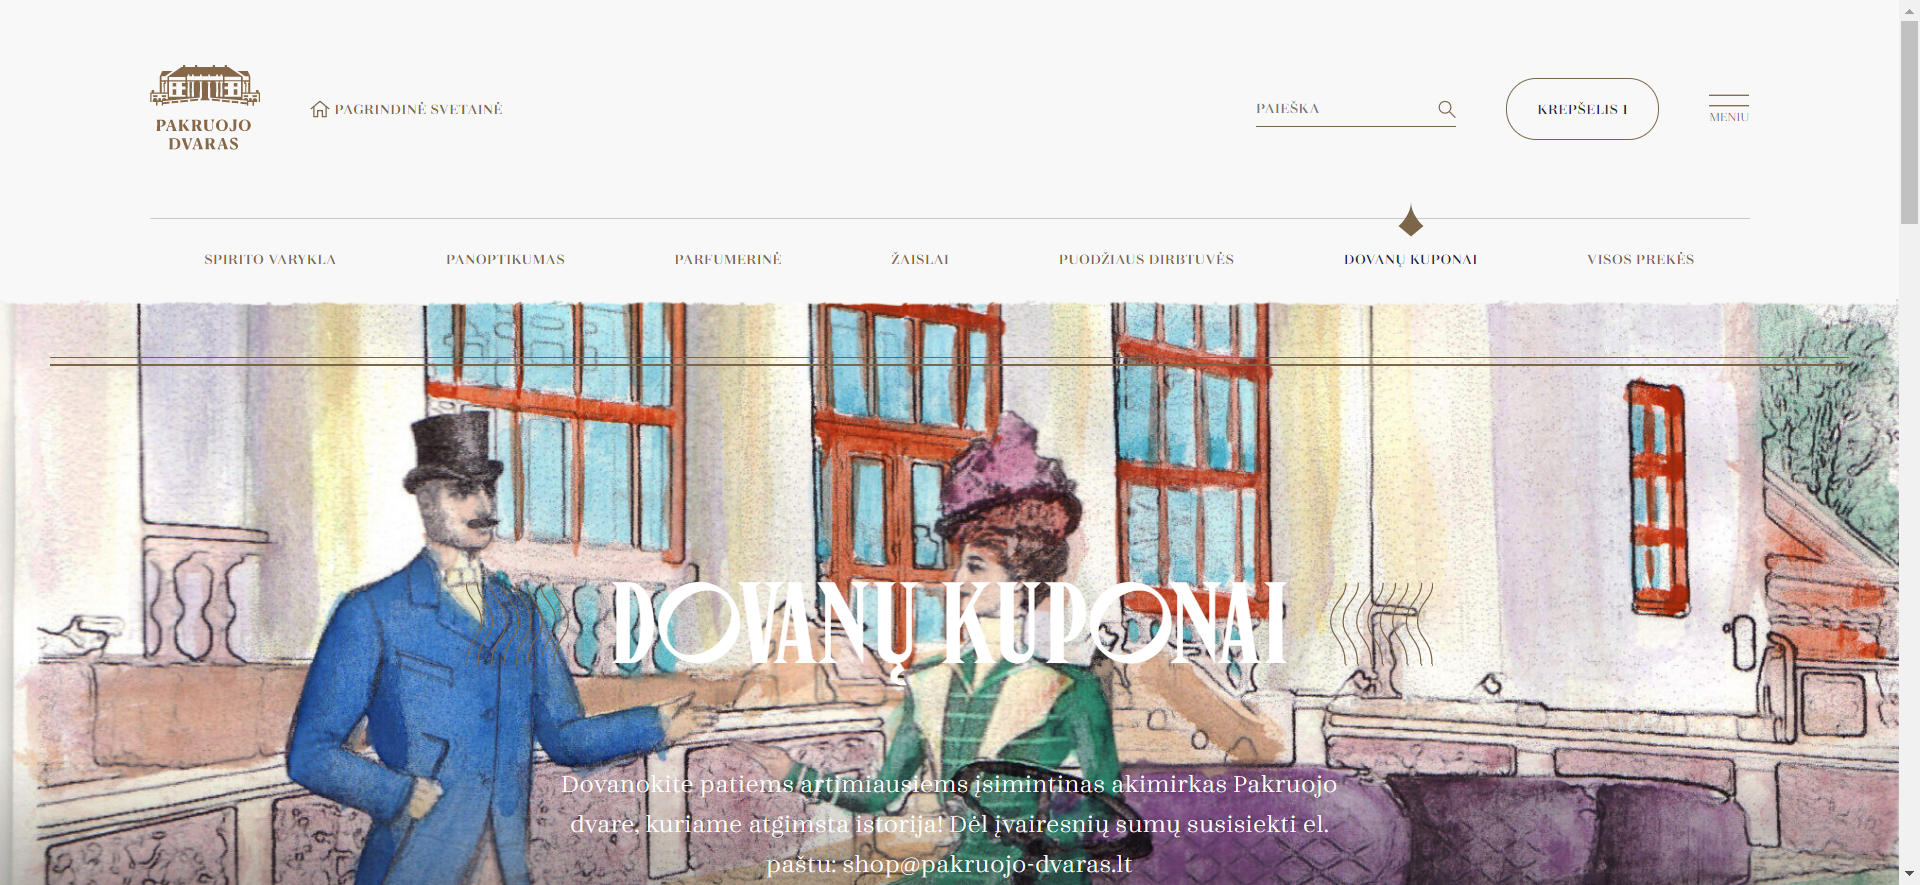 PAKRUOJO
DVARAS
PAGRINDINĖ SVETAINĖ
PAIEŠKA
KREPŠELIS 1
MENIU
SPIRITO VARYKLA
PANOPTIKUMAS
PARFUMERINĖ
ŽAISLAI
PUODŽIAUS DIRBTUVĖS
DOVANŲ KUPONAI
VISOS PREKĖS
DOVANŲ KUPONAI
Dovanokite patiems artimiausiems įsimintinas akimirkas Pakruojo
dvare, kuriame atgimsta istorija! Dėl įvairesnių sumų susisiekti el.
paštu: shop@pakruojo-dvaras.lt